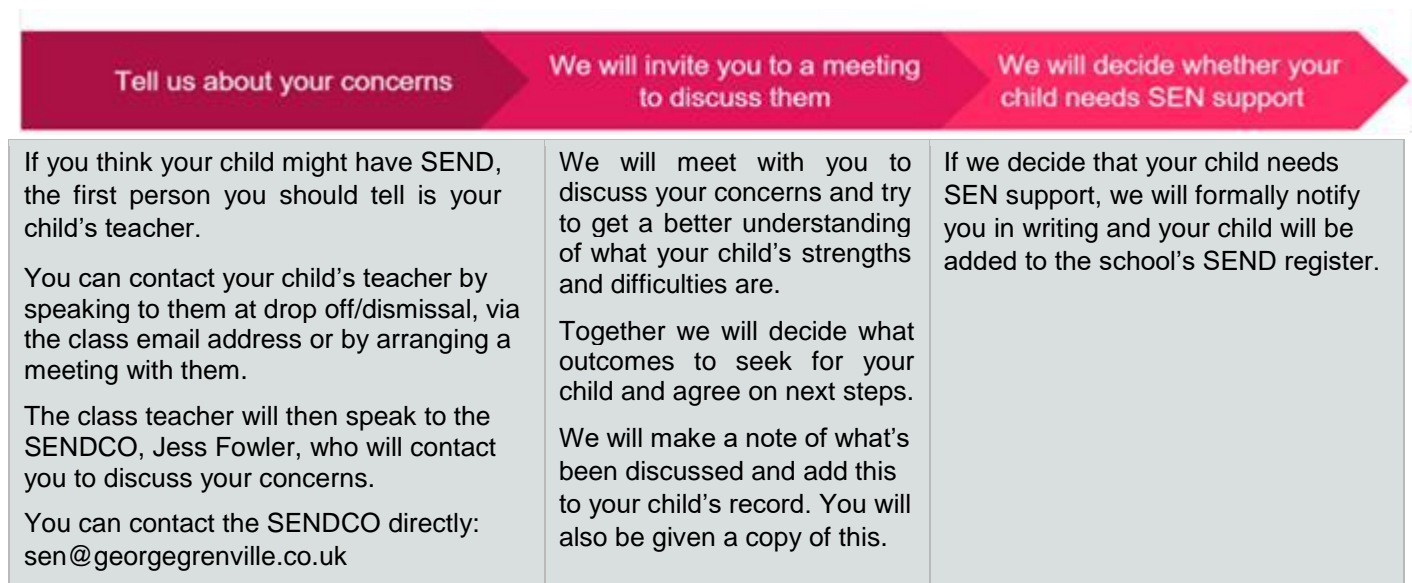 Tell us about your concerns
We will invite you to a meeting
to discuss them
We will decide whether your
child needs SEN support
If you think your child might have SEND,
the first person you should tell is your
child's teacher.
You can contact your child's teacher by
speaking to them at drop off/dismissal, via
the class email address or by arranging a
meeting with them.
The class teacher will then speak to the
SENDCO, Jess Fowler, who will contact
you to discuss your concerns.
You can contact the SENDCO directly:
sen@georgegrenville.co.uk
We will meet with you to
discuss your concerns and try
to get a better understanding
of what your child's strengths
and difficulties are.
Together we will decide what
outcomes to seek for your
child and agree on next steps.
We will make a note of what's
been discussed and add this
to your child's record. You will
also be given a copy of this.
If we decide that your child needs
SEN support, we will formally notify
you in writing and your child will be
added to the school's SEND register.